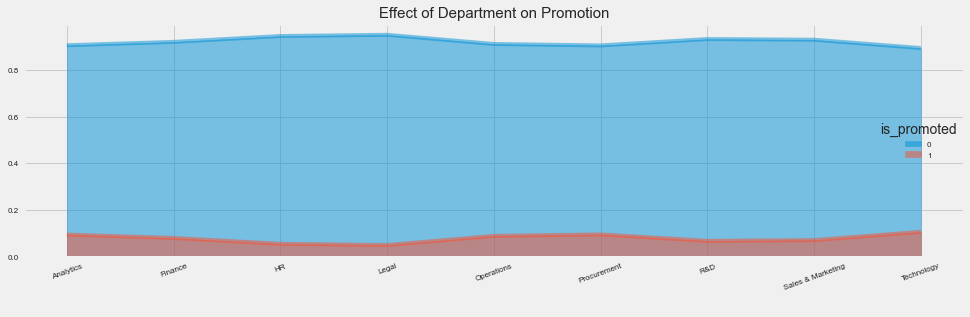 Effect of Department on Promotion
0.8
0.6
0.4
0.2
0.0
is_promoted
0
1
Analytics
Finance
HR
Legal
Operations
Procurement
R&D
Sales & Marketing
Technology